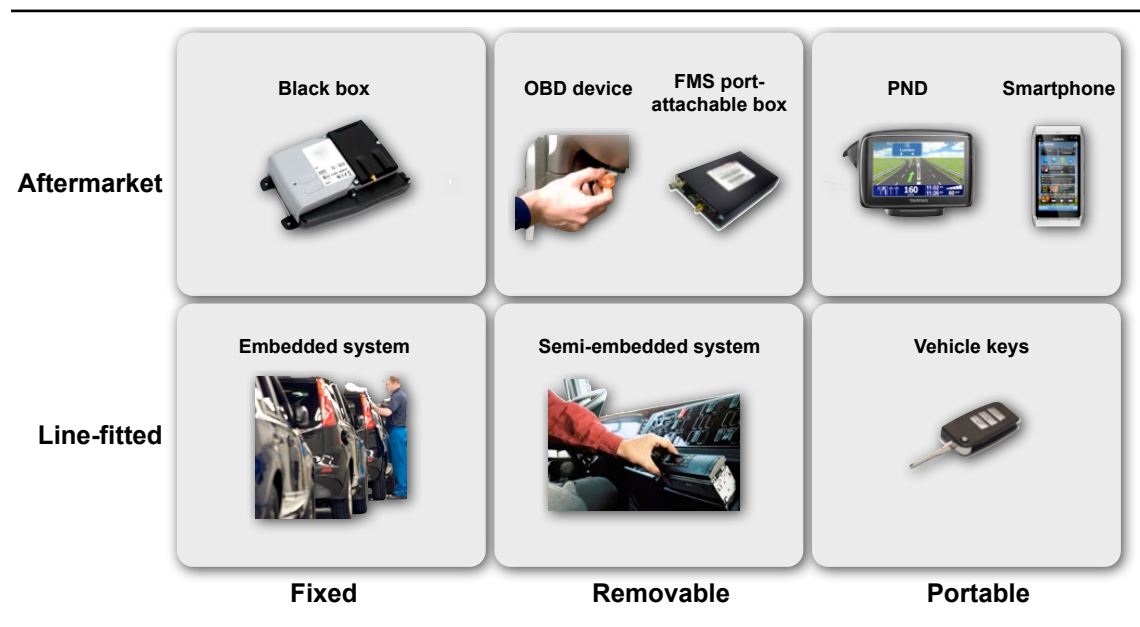 Black box
OBD device
FMS port-
attachable box
PND
Smartphone
Aftermarket
160
Embedded system
Semi-embedded system
Vehicle keys
Line-fitted
Fixed
Removable
Portable